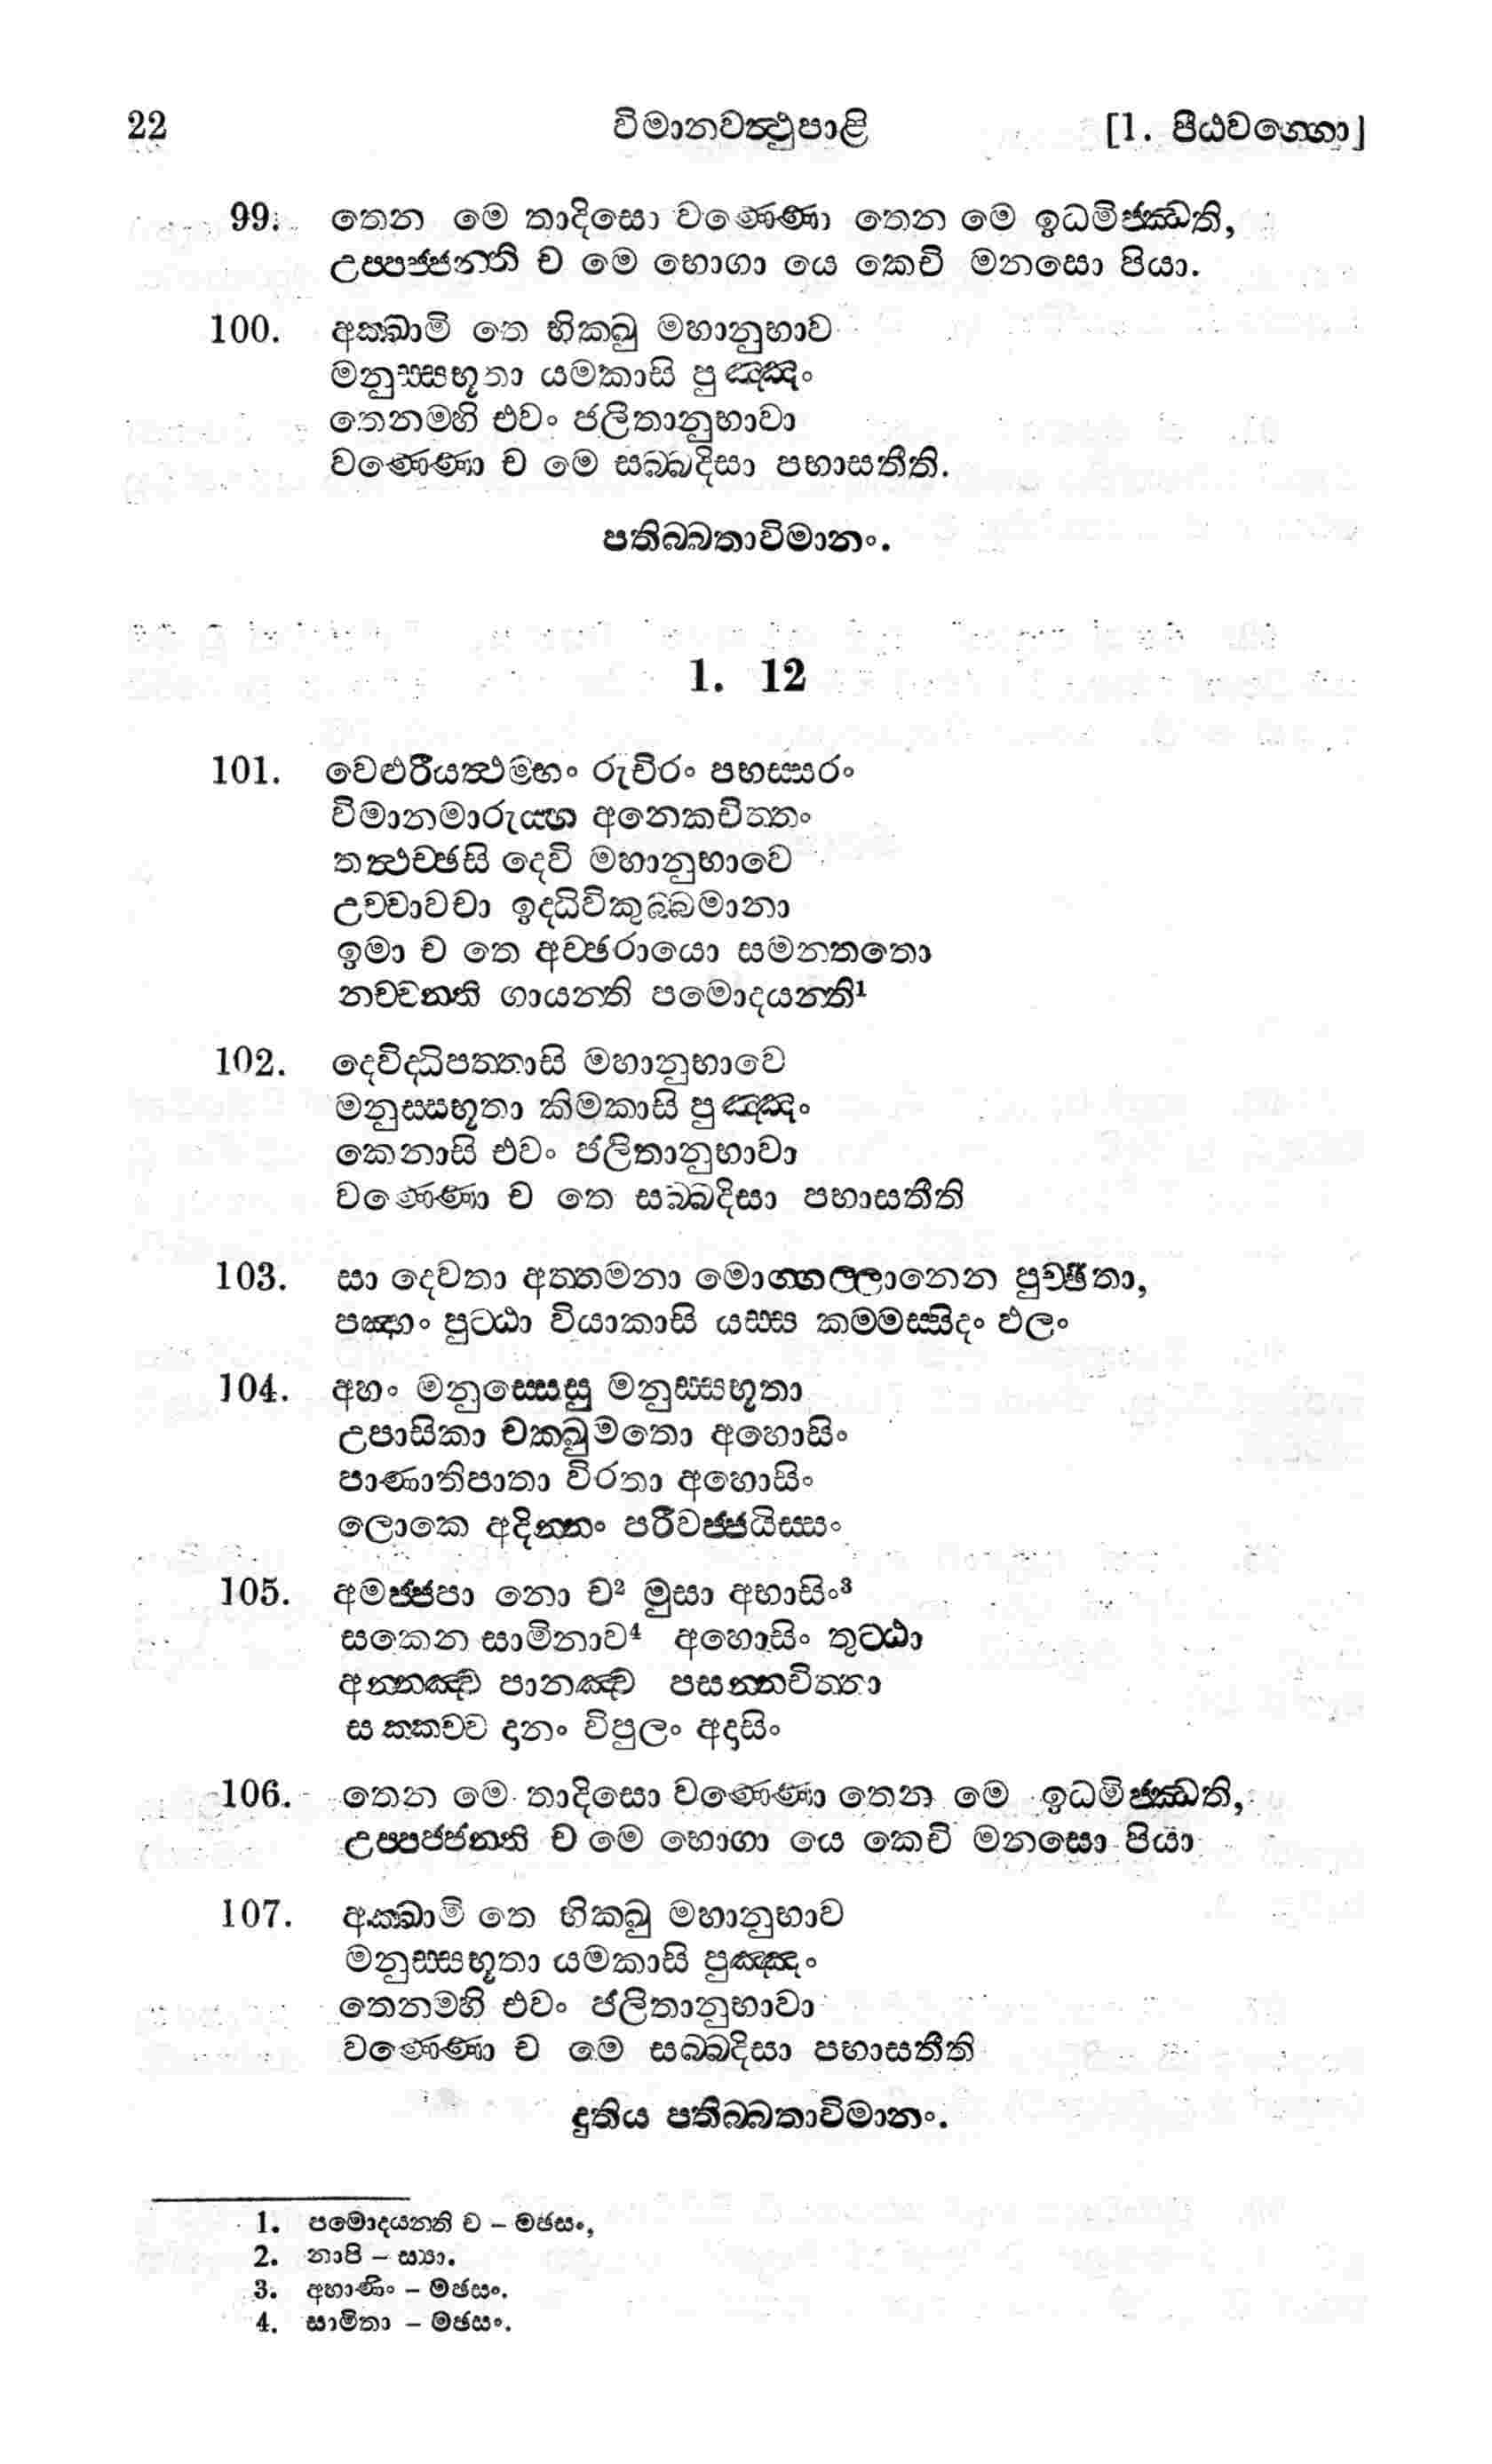 22 විමානවත්‍ථුපාළි [1. පීඨවග්‍ගො]
99. තෙන මෙ තාදිසො වණ්‍ණො තෙන මෙ ඉධමිජ්‍ඣති,
උප්‍පජ්‍ජන්‍ති ච මෙ භොගා යෙ කෙචි මනසො පියා.
100. අක්‍ඛාමි තෙ භික්‍ඛු මහානුභාව
මනුස්‍සභූතා යමකාසි පුඤ්‍ඤං
තෙනම්‍හි එවං ජලිතානුභාවා
වණ්‍ණො ච මෙ සබ්‍බදිසා පභාසතීති.
පතිබ්‍බතාවිමානං.
1. 12
101. වෙළුරියත්‍ථම්‍භං රුචිරං පභස්‍සරං
විමානමාරුය්‍හ අනෙකචිත්‍තං
තත්‍ථච්‍ඡසි දෙවි මහානුභාවෙ
උච්‍චාවචා ඉද්‍ධිවිකුබ්‍බමානා
ඉමා ච තෙ අච්‍ඡරායො සමන්‍තතො
නච්‍චන්‍ති ගායන්‍ති පමොදයන්‍ති¹
102. දෙවිද්‍ධිපත්‍තාසි මහානුභාවෙ
මනුස්‍සභූතා කිමකාසි පුඤ්‍ඤං
කෙනාසි එවං ජලිතානුභාවා
වණ්‍ණො ච තෙ සබ්‍බදිසා පභාසතීති
103. සා දෙවතා අත්‍තමනා මොග්‍ගල්‍ලානෙන පුච්‍ඡිතා,
පඤ්‍හං පුට්‍ඨා වියාකාසි යස්‍ස කම්‍මස්‍සිදං ඵලං
104. අහං මනුස්‍සෙසු මනුස්‍සභූතා
උපාසිකා චක්‍ඛුමතො අහොසිං
පාණාතිපාතා විරතා අහොසිං
ලොකෙ අදින්‍නං පරිවජ්‍ජයිස්‍සං
105. අමජ්‍ජපා නො ච² මුසා අභාසිං³
සකෙන සාමිනාව⁴ අහොසිං තුට්‍ඨා
අන්‍නඤ්‍ච පානඤ්‍ච පසන්‍නචිත්‍තා
සක්‍කච්‍ච දානං විපුලං අදාසිං
106. තෙන මෙ තාදිසො වණ්‍ණො තෙන මෙ ඉධමිජ්‍ඣති,
උප්‍පජ්‍ජන්‍ති ච මෙ භොගා යෙ කෙචි මනසො පියා
107. අක්‍ඛාමි තෙ භික්‍ඛු මහානුභාව
මනුස්‍සභූතා යමකාසි පුඤ්‍ඤං
තෙනම්‍හි එවං ජලිතානුභාවා
වණ්‍ණො ච මෙ සබ්‍බදිසා පභාසතීති
දුතිය පතිබ්‍බතාවිමානං.
1. පමොදයන්‍ති ච – මඡසං,
2. නාපි – ස්‍යා.
3. අභාණිං – මඡසං.
4. සාමිනා – මඡසං.